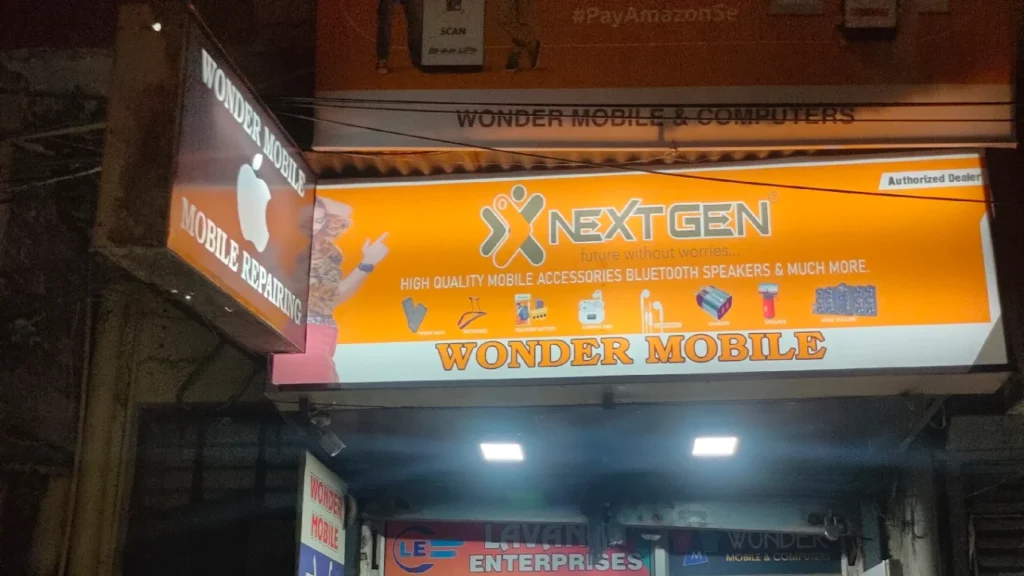 #PayAmazonSe
SCAN
WONDER MOBILE & COMPUTERS
WONDER MOBILE
MOBILE REPAIRING
Authorized Dealer
NEXTGEN
future without worries...
HIGH QUALITY MOBILE ACCESSORIES BLUETOOTH SPEAKERS & MUCH MORE.
WONDER MOBILE
WONDER
MOBILE
LE
ENTERPRISES
WONDER
MOBILE & COMPUTERS